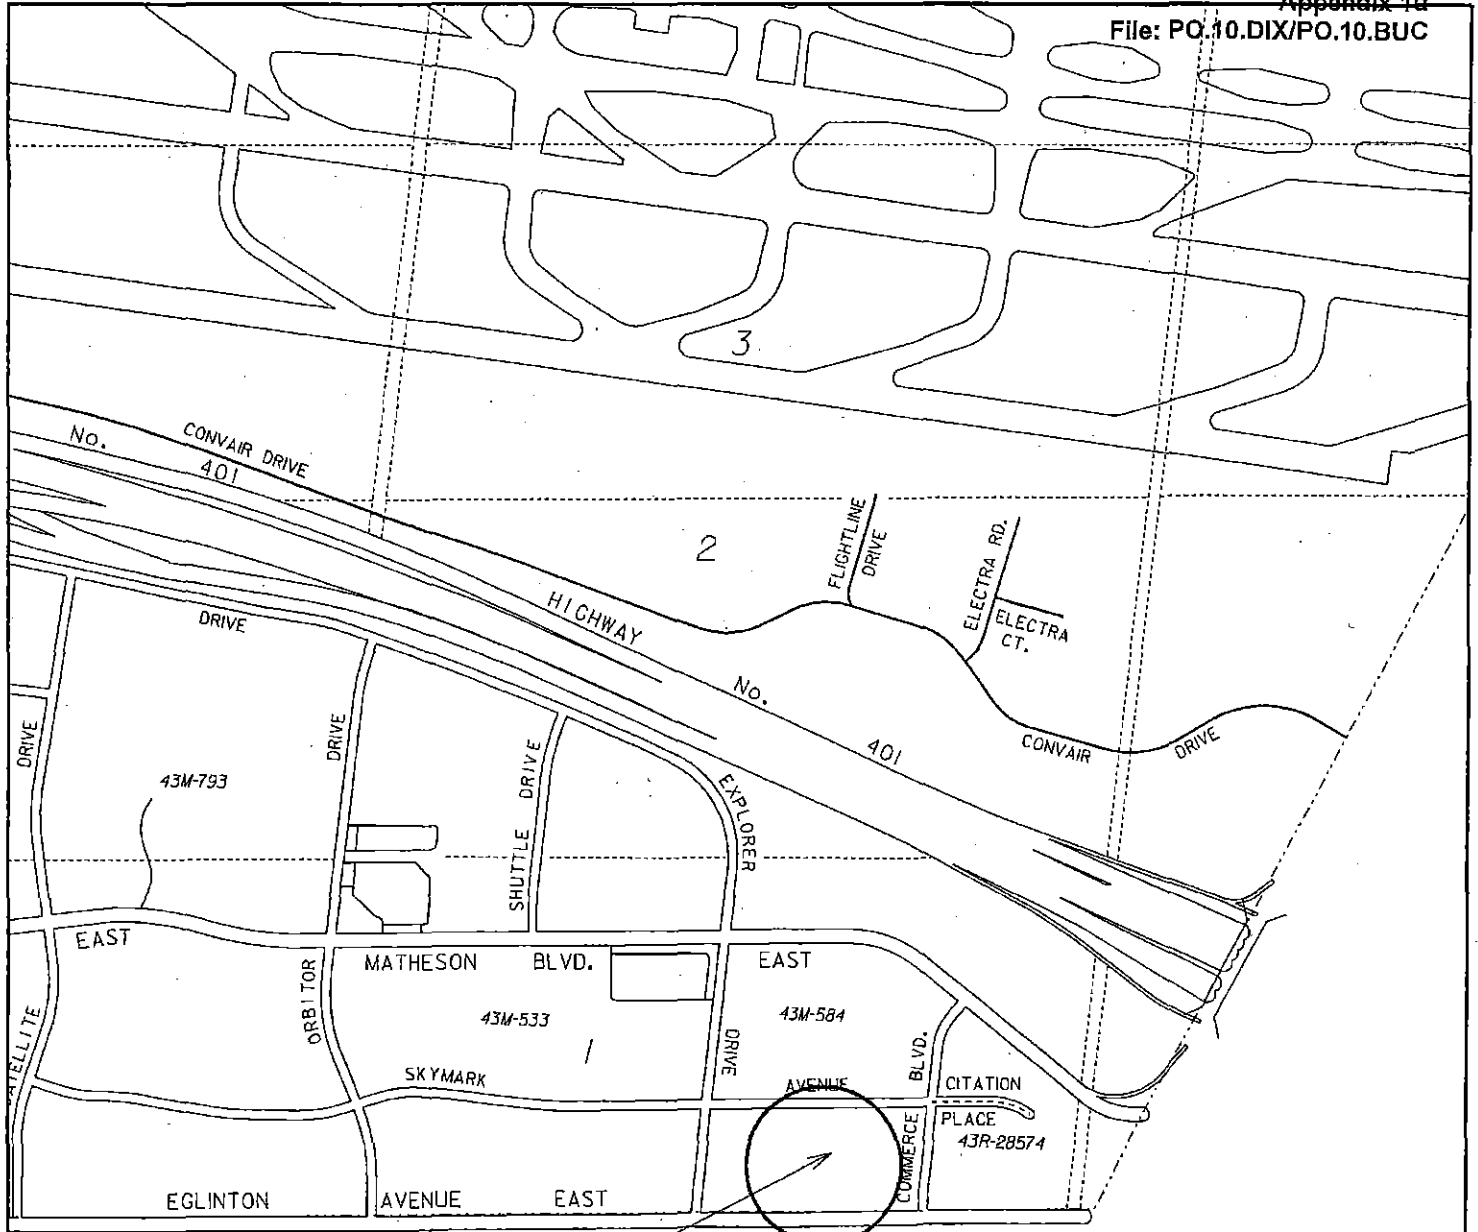 Appendix 1a
File: PO.10.DIX/PO.10.BUC
3
CONVAIR DRIVE
No.
401
2
FLIGHTLINE
DRIVE
ELECTRA RD.
ELECTRA
CT.
HIGHWAY
DRIVE
No.
401
CONVAIR
DRIVE
DRIVE
DRIVE
SHUTTLE DRIVE
43M-793
EXPLORER
EAST
MATHESON
BLVD.
EAST
ORBITOR
43M-533
43M-584
1
DRIVE
BLVD.
SKYMARK
AVENUE
CITATION
PLACE
43R-28574
COMMERCE
EGLINTON
AVENUE
EAST